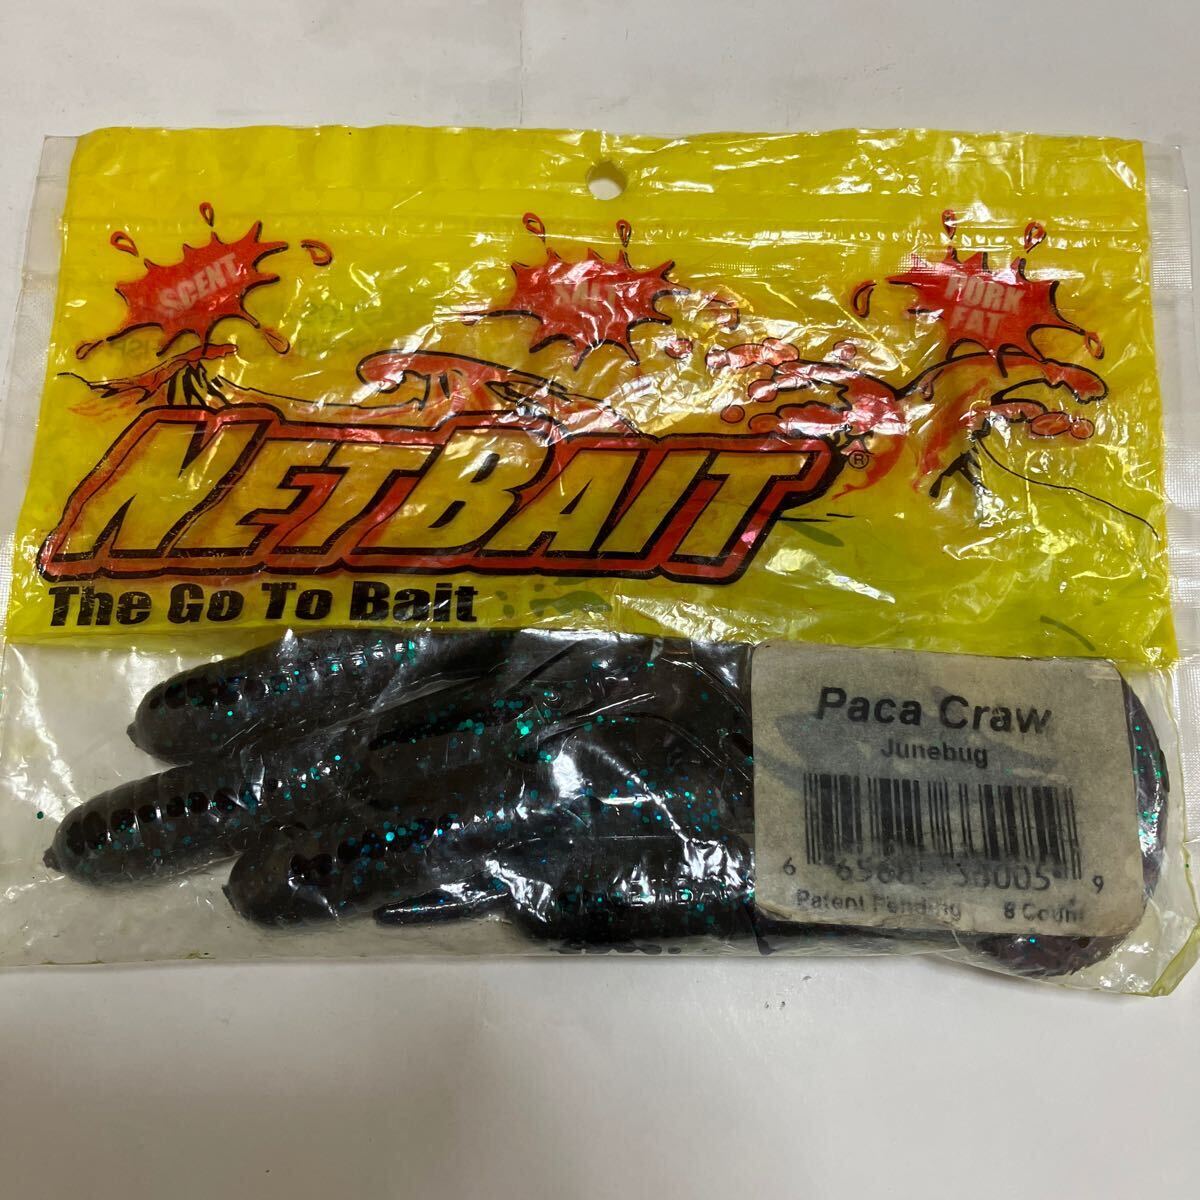 SCENT
SALT
PORK
FAT
NETBAIT®
The Go To Bait
Paca Craw
Junebug
Patent Pending 8 Count